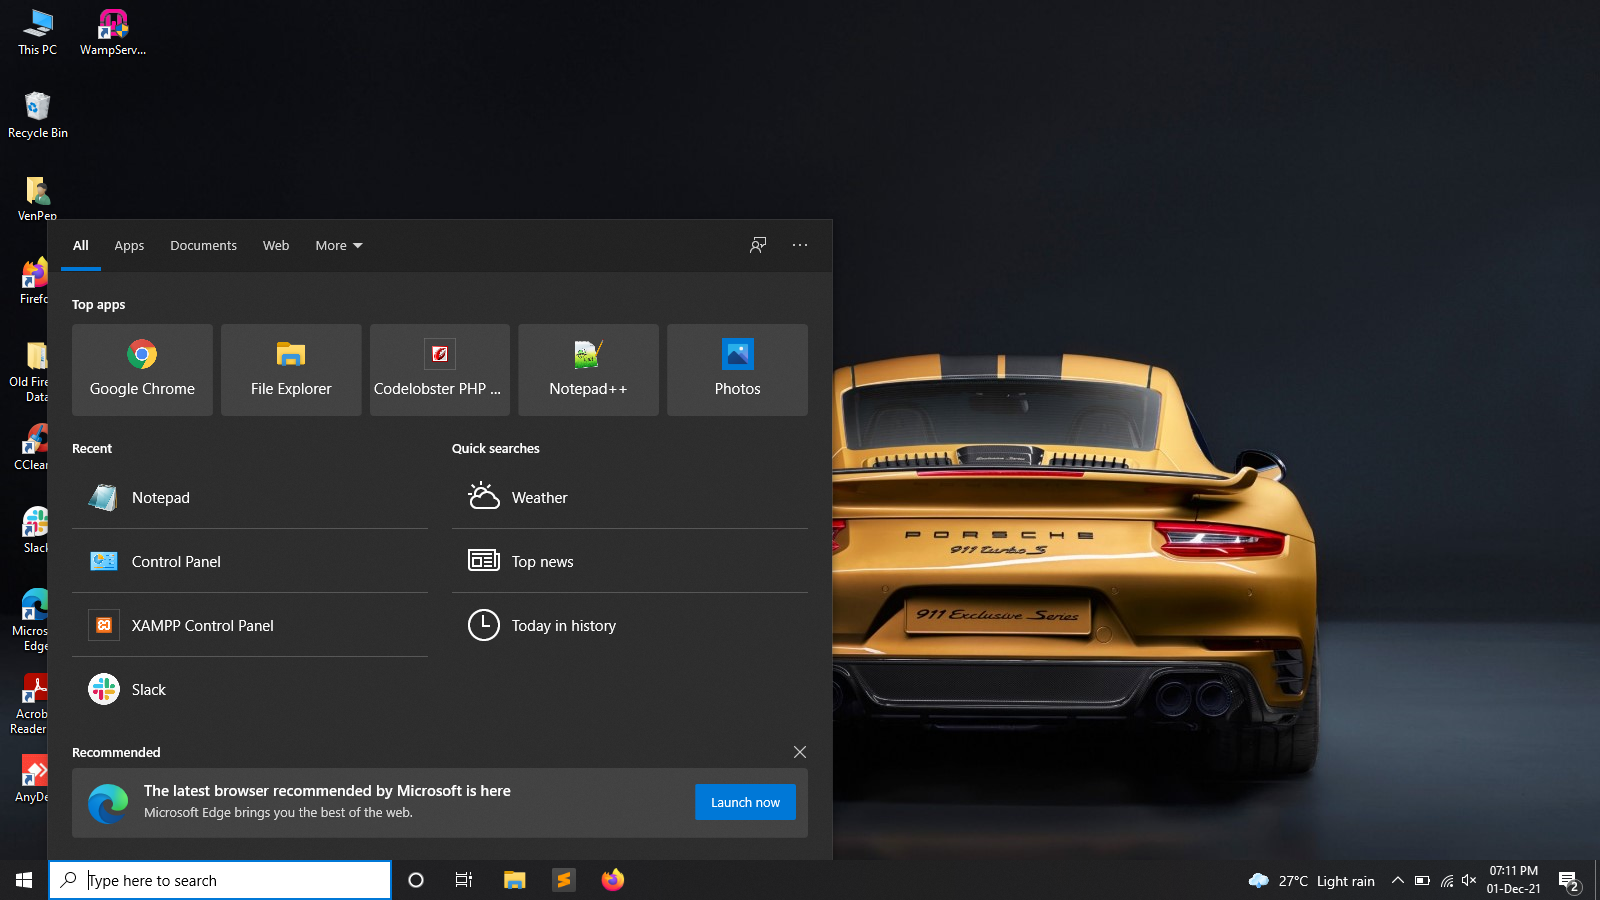 This PC
WampServ...
Recycle Bin
VenPep
Firefo
Old Fire
Data
CClean
Slack
Micros
Edge
Acrob
Reader
AnyDe
All
Apps
Documents
Web
More
Top apps
Google Chrome
File Explorer
Codelobster PHP ...
Notepad++
Photos
Recent
Notepad
Control Panel
XAMPP Control Panel
Slack
Quick searches
Weather
Top news
Today in history
Recommended
The latest browser recommended by Microsoft is here
Microsoft Edge brings you the best of the web.
Launch now
PORSCHE
911 Turbo S
911 Exclusive Series
Type here to search
27°C Light rain
07:11 PM
01-Dec-21
2